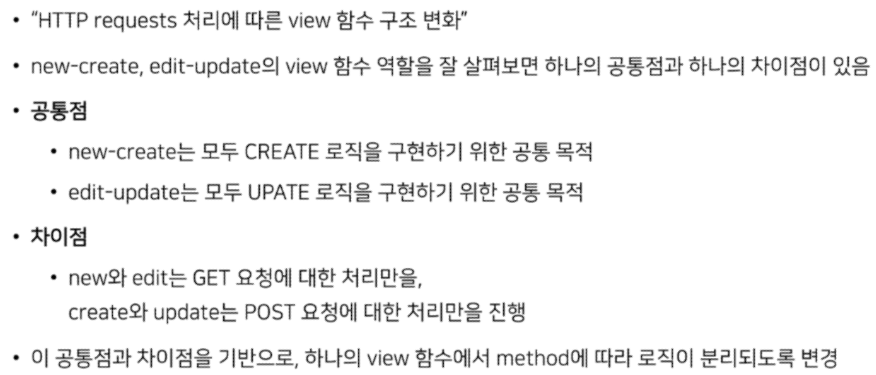 • “HTTP requests 처리에 따른 view 함수 구조 변화”
• new-create, edit-update의 view 함수 역할을 잘 살펴보면 하나의 공통점과 하나의 차이점이 있음
• 공통점
• new-create는 모두 CREATE 로직을 구현하기 위한 공통 목적
• edit-update는 모두 UPATE 로직을 구현하기 위한 공통 목적
• 차이점
• new와 edit는 GET 요청에 대한 처리만을,
create와 update는 POST 요청에 대한 처리만을 진행
• 이 공통점과 차이점을 기반으로, 하나의 view 함수에서 method에 따라 로직이 분리되도록 변경